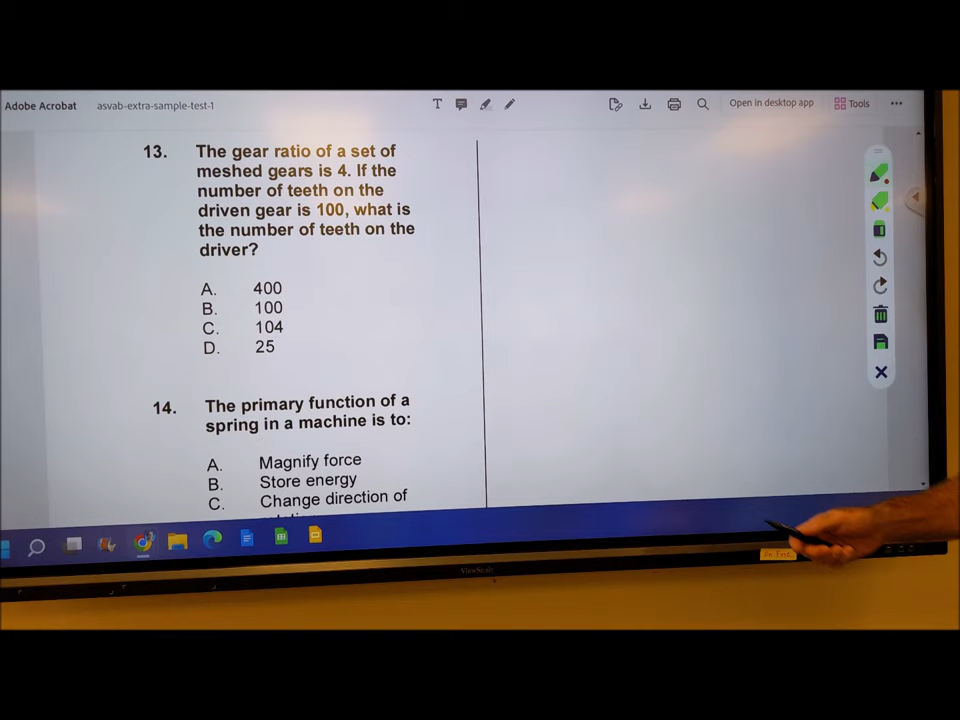 Adobe Acrobat asvab-extra-sample-test-1 T Open in desktop app Tools
13. The gear ratio of a set of
meshed gears is 4. If the
number of teeth on the
driven gear is 100, what is
the number of teeth on the
driver?
A. 400
B. 100
C. 104
D. 25
14. The primary function of a
spring in a machine is to:
A. Magnify force
B. Store energy
C. Change direction of
ViewSonic